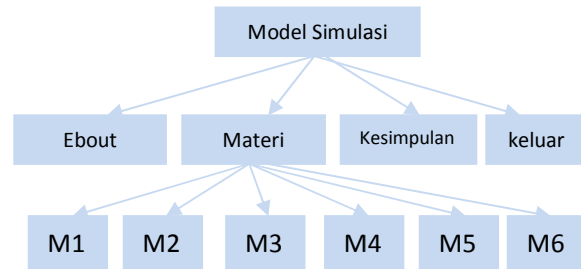 Model Simulasi
Ebout
Materi
Kesimpulan
keluar
M1
M2
M3
M4
M5
M6